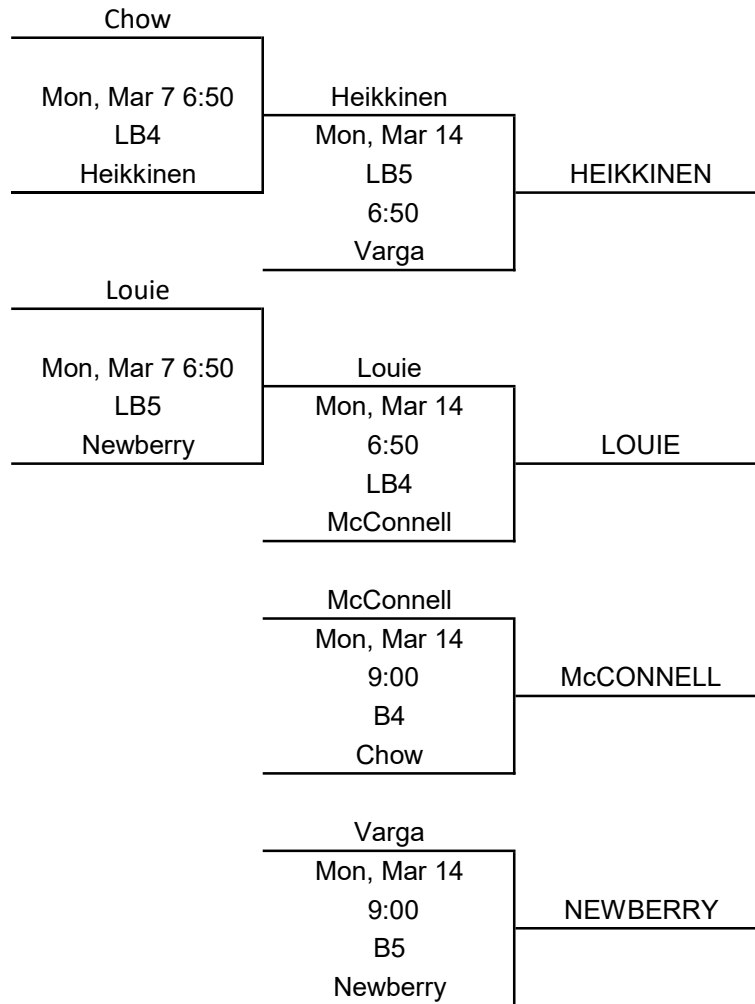 Chow
Mon, Mar 7 6:50
LB4
Heikkinen
Heikkinen
Mon, Mar 14
LB5
6:50
Varga
HEIKKINEN
Louie
Mon, Mar 7 6:50
LB5
Newberry
Louie
Mon, Mar 14
6:50
LB4
McConnell
LOUIE
McConnell
Mon, Mar 14
9:00
B4
Chow
McCONNELL
Varga
Mon, Mar 14
9:00
B5
Newberry
NEWBERRY